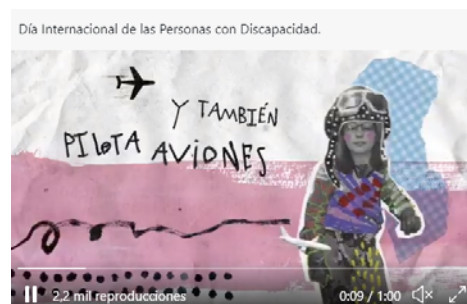 Día Internacional de las Personas con Discapacidad.
Y TAMBIÉN
PILOTA AVIONES
2,2 mil reproducciones
0:09 / 1:00